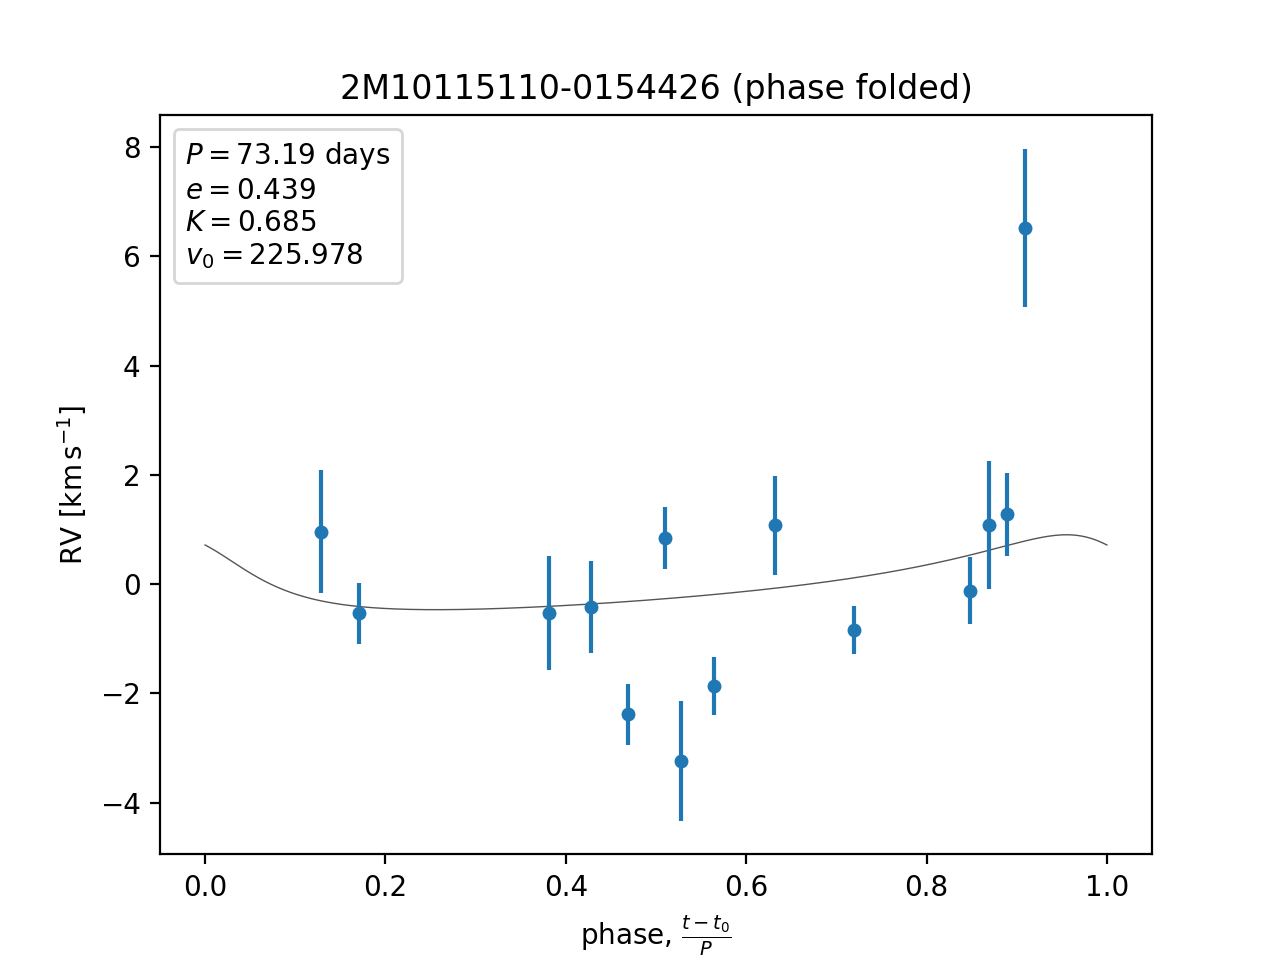 2M10115110-0154426 (phase folded)
P = 73.19 days
e = 0.439
K = 0.685
v₀ = 225.978
8
6
4
2
0
−2
−4
RV [km s⁻¹]
0.0 0.2 0.4 0.6 0.8 1.0
phase, (t − t₀)/P